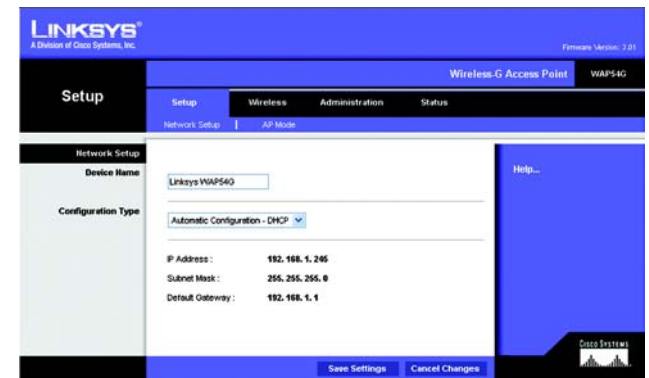 LINKSYS®
A Division of Cisco Systems, Inc.
Firmware Version: 2.01
Wireless-G Access Point WAP54G
Setup
Setup Wireless Administration Status
Network Setup | AP Mode
Network Setup
Device Name
Linksys WAP54G
Help...
Configuration Type
Automatic Configuration - DHCP
IP Address : 192. 168. 1. 245
Subnet Mask : 255. 255. 255. 0
Default Gateway : 192. 168. 1. 1
Save Settings Cancel Changes
CISCO SYSTEMS